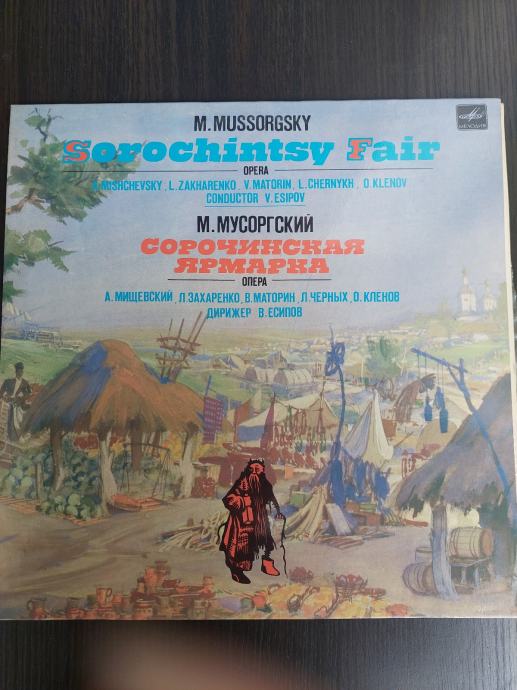 M. MUSSORGSKY
МЕЛОДИЯ
Sorochintsy Fair
OPERA
A. MISHCHEVSKY, L. ZAKHARENKO, V. MATORIN, L. CHERNYKH, O. KLENOV
CONDUCTOR V. ESIPOV
М. МУСОРГСКИЙ
СОРОЧИНСКАЯ
ЯРМАРКА
ОПЕРА
А. МИЩЕВСКИЙ, Л. ЗАХАРЕНКО, В. МАТОРИН, Л. ЧЕРНЫХ, О. КЛЕНОВ
ДИРИЖЕР В. ЕСИПОВ